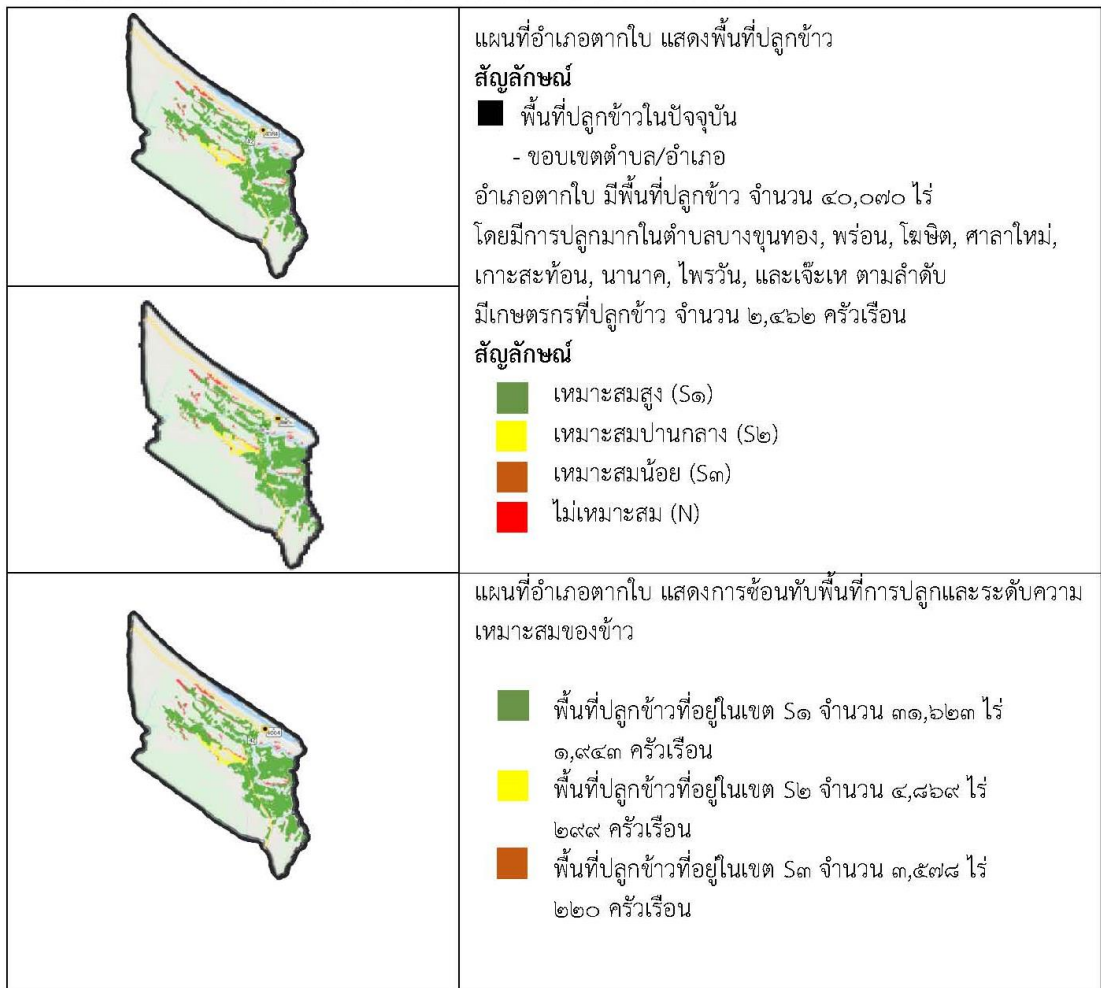 แผนที่อำเภอตากใบ แสดงพื้นที่ปลูกข้าว
สัญลักษณ์
พื้นที่ปลูกข้าวในปัจจุบัน
- ขอบเขตตำบล/อำเภอ
อำเภอตากใบ มีพื้นที่ปลูกข้าว จำนวน ๔๐,๐๗๐ ไร่
โดยมีการปลูกมากในตำบลบางขุนทอง, พร่อน, โฆษิต, ศาลาใหม่,
เกาะสะท้อน, นานาค, ไพรวัน, และเจ๊ะเห ตามลำดับ
มีเกษตรกรที่ปลูกข้าว จำนวน ๒,๔๖๒ ครัวเรือน
สัญลักษณ์
เหมาะสมสูง (S๑)
เหมาะสมปานกลาง (S๒)
เหมาะสมน้อย (S๓)
ไม่เหมาะสม (N)
แผนที่อำเภอตากใบ แสดงการซ้อนทับพื้นที่การปลูกและระดับความ
เหมาะสมของข้าว
พื้นที่ปลูกข้าวที่อยู่ในเขต S๑ จำนวน ๓๑,๖๒๓ ไร่
๑,๙๔๓ ครัวเรือน
พื้นที่ปลูกข้าวที่อยู่ในเขต S๒ จำนวน ๔,๘๖๙ ไร่
๒๙๙ ครัวเรือน
พื้นที่ปลูกข้าวที่อยู่ในเขต S๓ จำนวน ๓,๕๗๘ ไร่
๒๒๐ ครัวเรือน